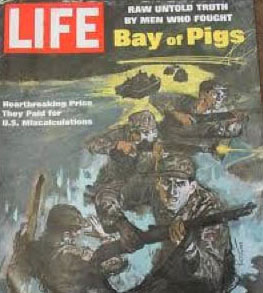 LIFE
RAW UNTOLD TRUTH
BY MEN WHO FOUGHT
Bay of Pigs
Heartbreaking Price
They Paid for
U.S. Miscalculations